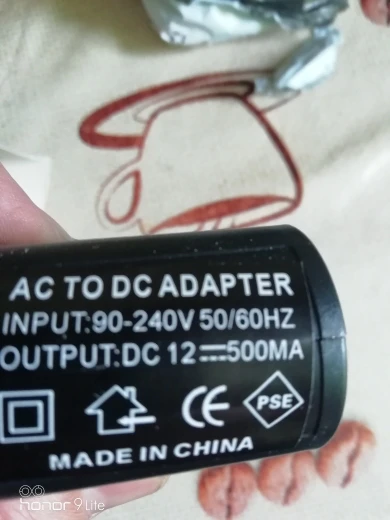 AC TO DC ADAPTER
INPUT:90-240V 50/60HZ
OUTPUT:DC 12⎓500MA
CE PSE
MADE IN CHINA
honor 9 Lite